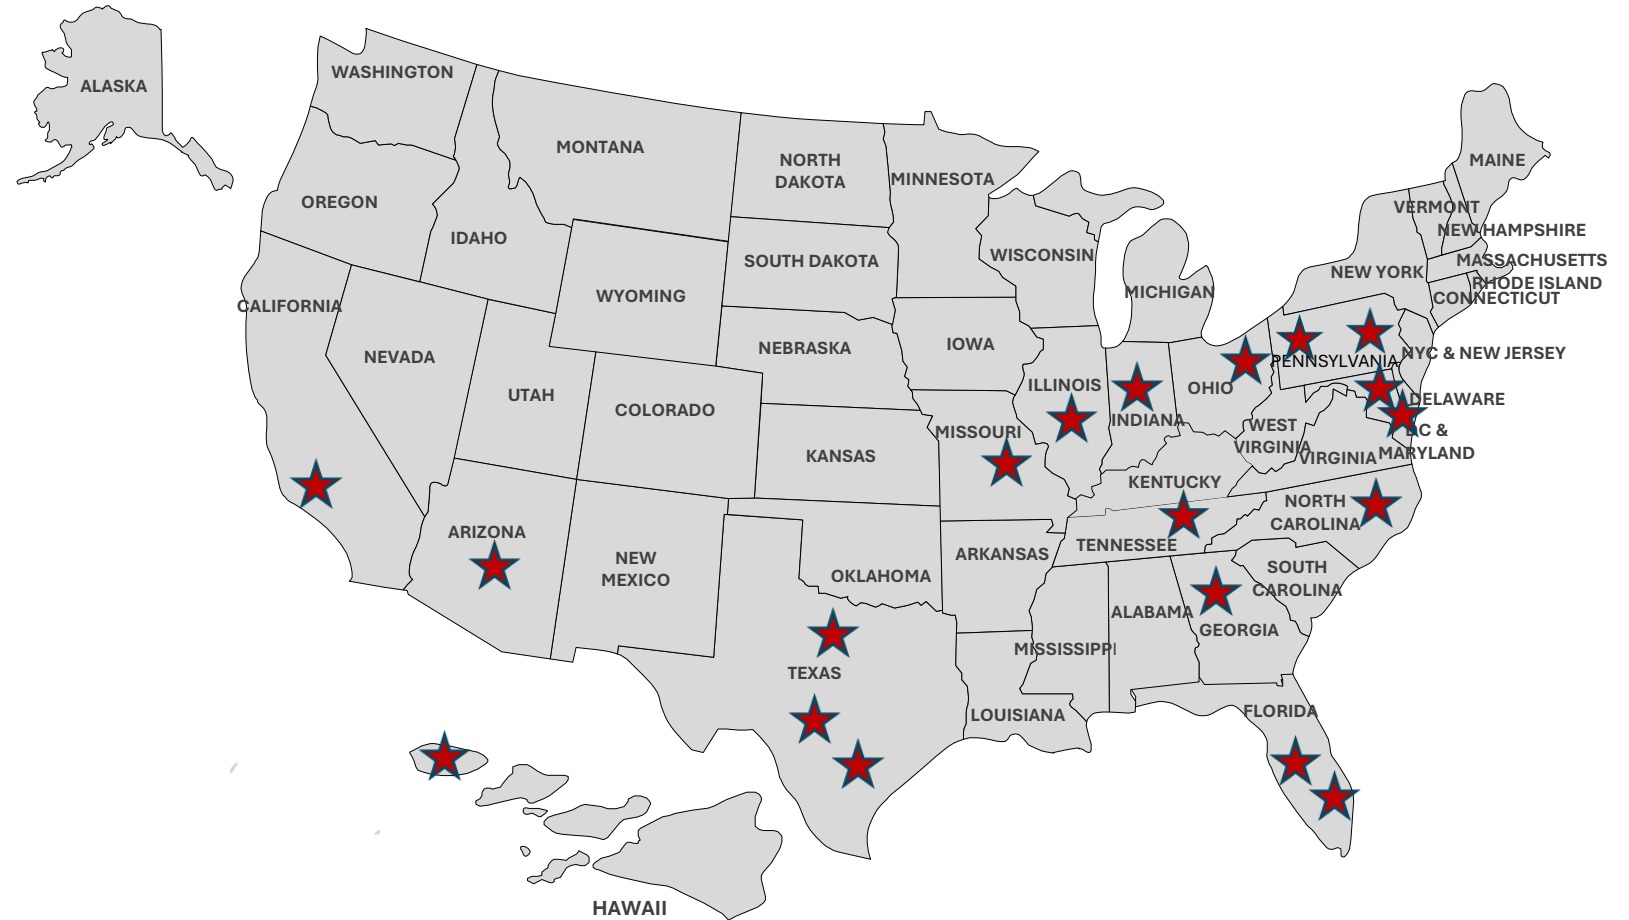 WASHINGTON
ALASKA
MONTANA
NORTH
DAKOTA
MINNESOTA
MAINE
OREGON
VERMONT
IDAHO
NEW HAMPSHIRE
SOUTH DAKOTA
WISCONSIN
MASSACHUSETTS
NEW YORK
RHODE ISLAND
WYOMING
MICHIGAN
CONNECTICUT
CALIFORNIA
NEVADA
NEBRASKA
IOWA
PENNSYLVANIA
NYC & NEW JERSEY
UTAH
COLORADO
ILLINOIS
OHIO
DELAWARE
INDIANA
MISSOURI
WEST
VIRGINIA
DC &
MARYLAND
KANSAS
VIRGINIA
KENTUCKY
ARIZONA
NORTH
CAROLINA
NEW
MEXICO
ARKANSAS
TENNESSEE
OKLAHOMA
SOUTH
CAROLINA
ALABAMA
GEORGIA
MISSISSIPPI
TEXAS
LOUISIANA
FLORIDA
HAWAII